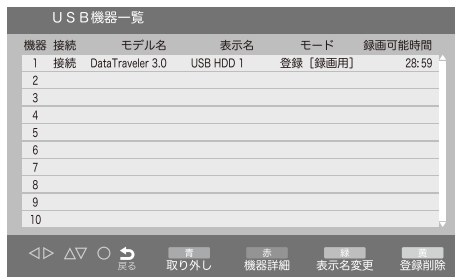 USB機器一覧
機器 接続 モデル名 表示名 モード 録画可能時間
1 接続 DataTraveler 3.0 USB HDD 1 登録［録画用］ 28:59
2
3
4
5
6
7
8
9
10
◁▷ △▽ ○ 戻る 青 取り外し 赤 機器詳細 緑 表示名変更 黄 登録削除